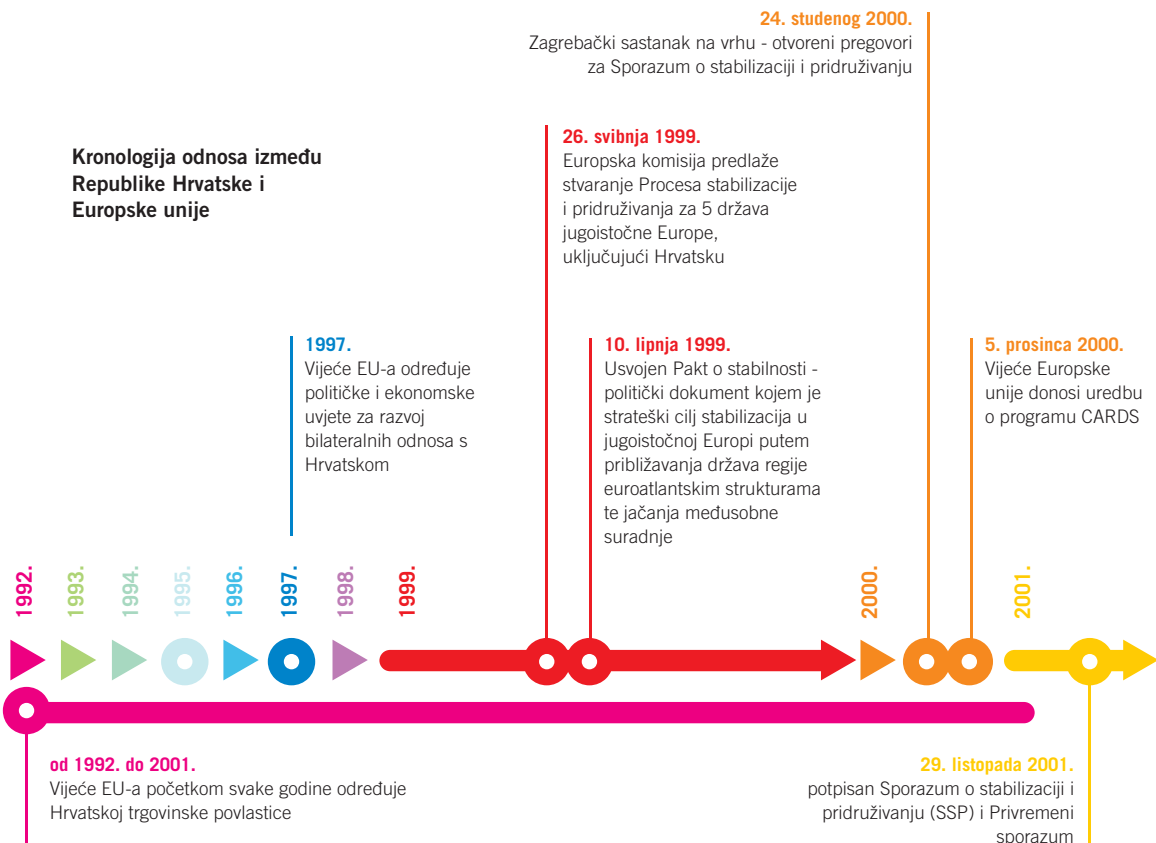 24. studenog 2000.
Zagrebački sastanak na vrhu - otvoreni pregovori
za Sporazum o stabilizaciji i pridruživanju
Kronologija odnosa između
Republike Hrvatske i
Europske unije
26. svibnja 1999.
Europska komisija predlaže
stvaranje Procesa stabilizacije
i pridruživanja za 5 država
jugoistočne Europe,
uključujući Hrvatsku
1997.
Vijeće EU-a određuje
političke i ekonomske
uvjete za razvoj
bilateralnih odnosa s
Hrvatskom
10. lipnja 1999.
Usvojen Pakt o stabilnosti -
politički dokument kojem je
strateški cilj stabilizacija u
jugoistočnoj Europi putem
približavanja država regije
euroatlantskim strukturama
te jačanja međusobne
suradnje
5. prosinca 2000.
Vijeće Europske
unije donosi uredbu
o programu CARDS
1992.
1993.
1994.
1995.
1996.
1997.
1998.
1999.
2000.
2001.
od 1992. do 2001.
Vijeće EU-a početkom svake godine određuje
Hrvatskoj trgovinske povlastice
29. listopada 2001.
potpisan Sporazum o stabilizaciji i
pridruživanju (SSP) i Privremeni
sporazum